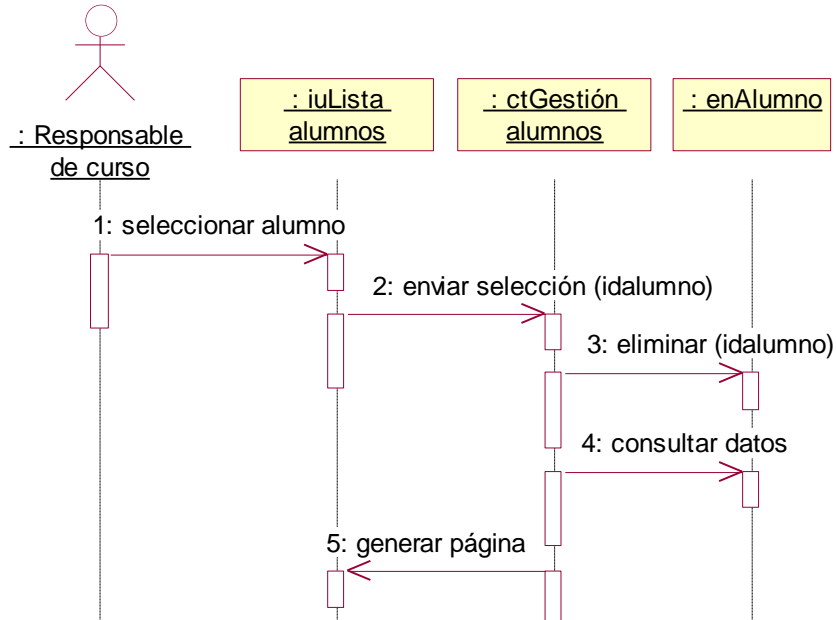 : Responsable
de curso
: iuLista
alumnos
: ctGestión
alumnos
: enAlumno
1: seleccionar alumno
2: enviar selección (idalumno)
3: eliminar (idalumno)
4: consultar datos
5: generar página